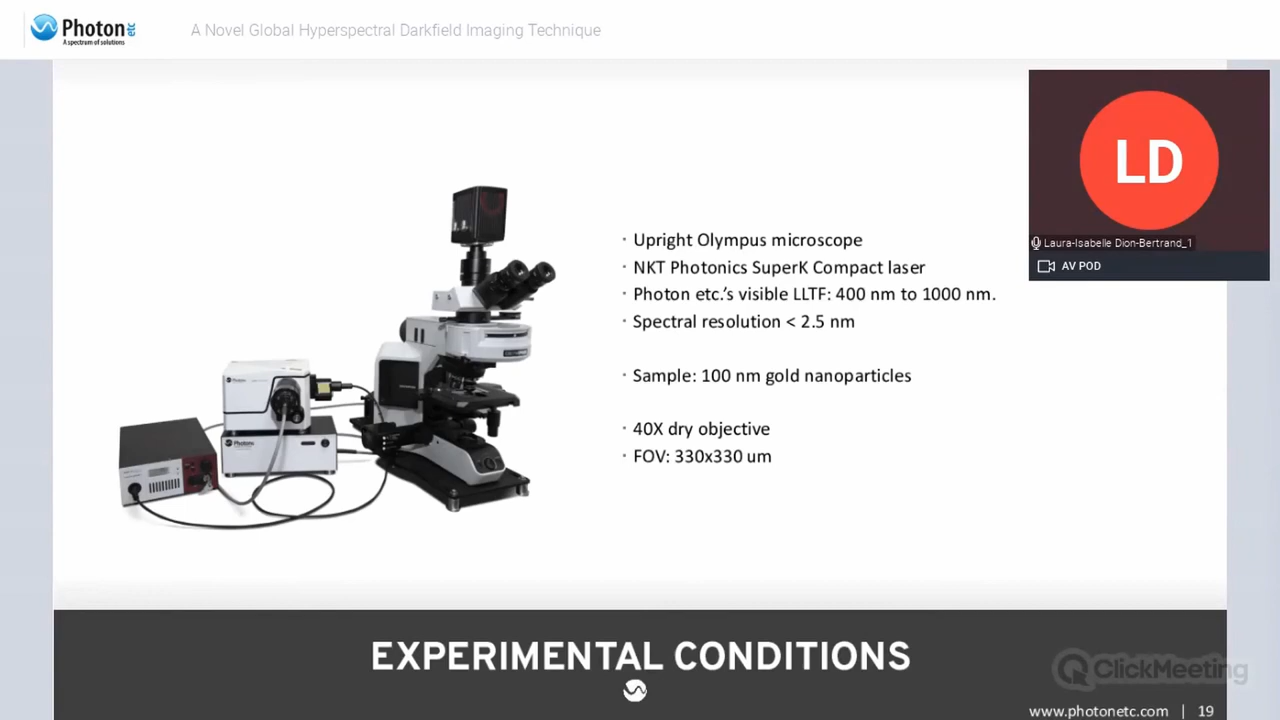 Photon etc
A spectrum of solutions
A Novel Global Hyperspectral Darkfield Imaging Technique
LD
Laura-Isabelle Dion-Bertrand_1
AV POD
· Upright Olympus microscope
· NKT Photonics SuperK Compact laser
· Photon etc.’s visible LLTF: 400 nm to 1000 nm.
· Spectral resolution < 2.5 nm
· Sample: 100 nm gold nanoparticles
· 40X dry objective
· FOV: 330x330 um
EXPERIMENTAL CONDITIONS
ClickMeeting
www.photonetc.com | 19